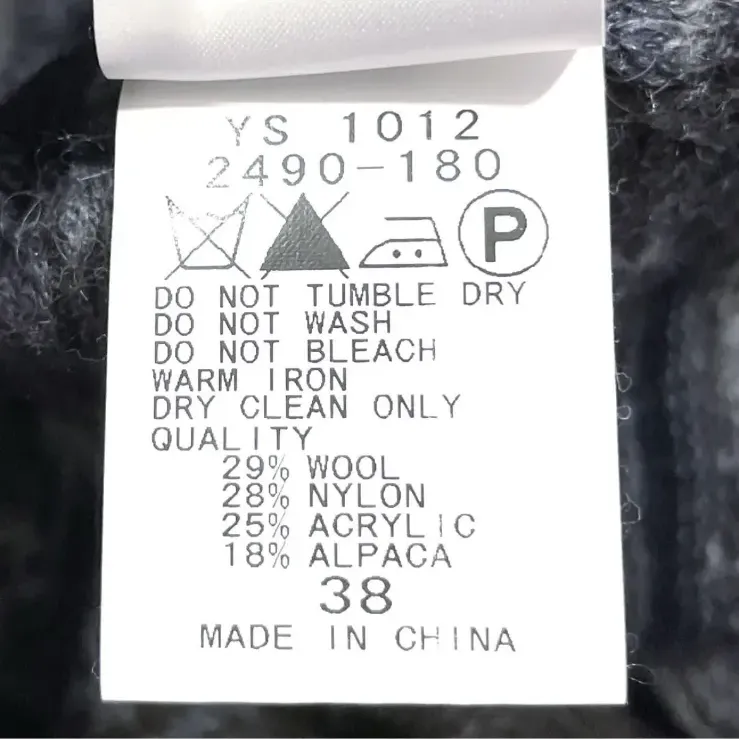 YS 1012
2490-180
P
DO NOT TUMBLE DRY
DO NOT WASH
DO NOT BLEACH
WARM IRON
DRY CLEAN ONLY
QUALITY
29% WOOL
28% NYLON
25% ACRYLIC
18% ALPACA
38
MADE IN CHINA